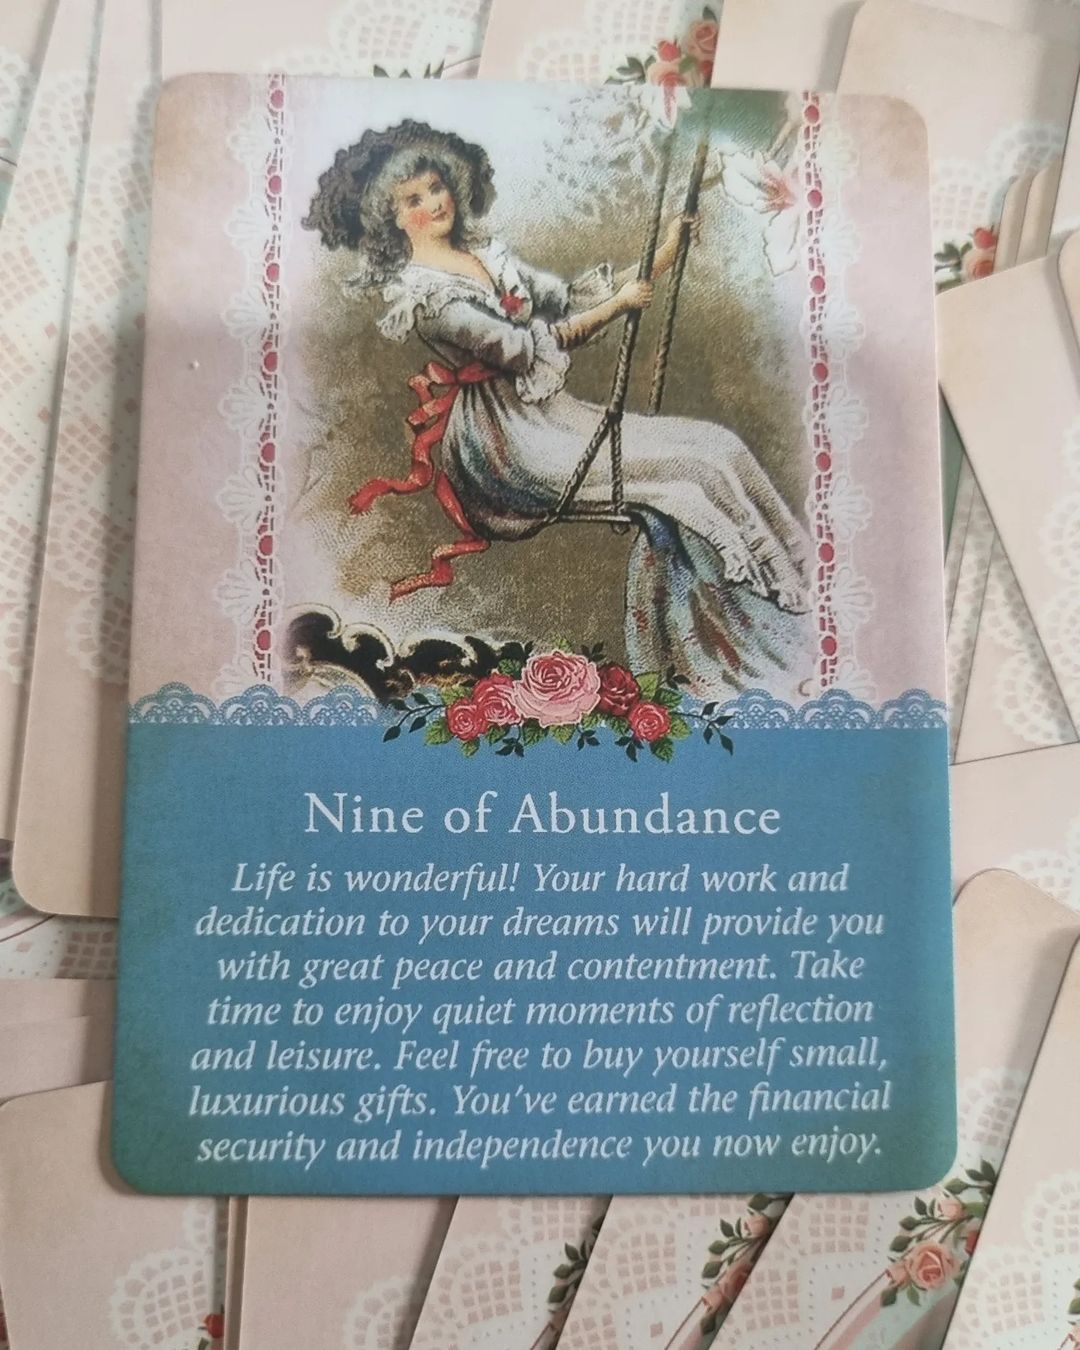 Nine of Abundance
Life is wonderful! Your hard work and
dedication to your dreams will provide you
with great peace and contentment. Take
time to enjoy quiet moments of reflection
and leisure. Feel free to buy yourself small,
luxurious gifts. You've earned the financial
security and independence you now enjoy.